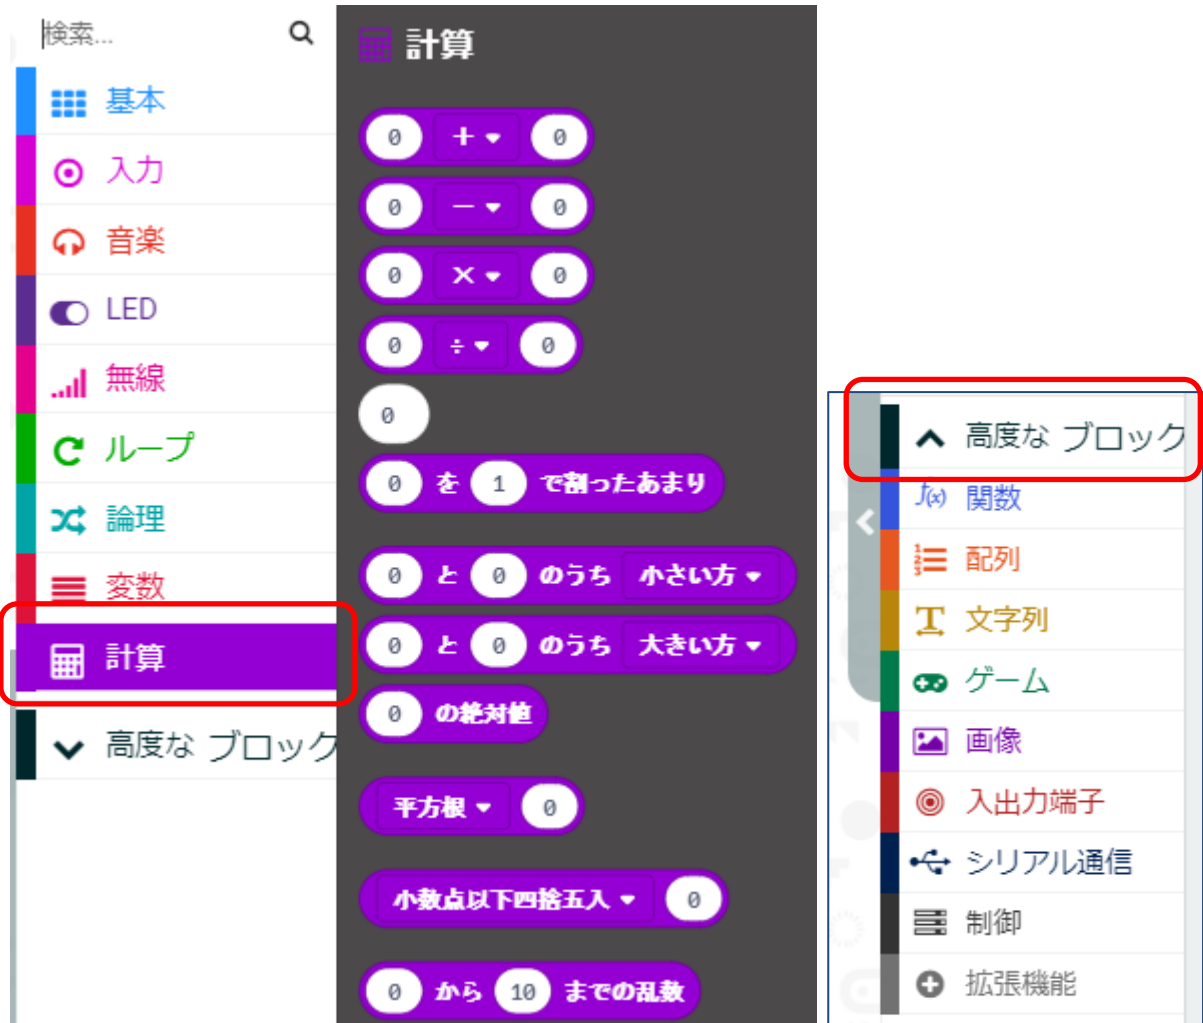 検索...
基本
入力
音楽
LED
無線
ループ
論理
変数
計算
高度な ブロック
計算
0 + 0
0 − 0
0 × 0
0 ÷ 0
0
0 を 1 で割ったあまり
0 と 0 のうち 小さい方
0 と 0 のうち 大きい方
0 の絶対値
平方根 0
小数点以下四捨五入 0
0 から 10 までの乱数
高度な ブロック
f(x) 関数
配列
文字列
ゲーム
画像
入出力端子
シリアル通信
制御
拡張機能